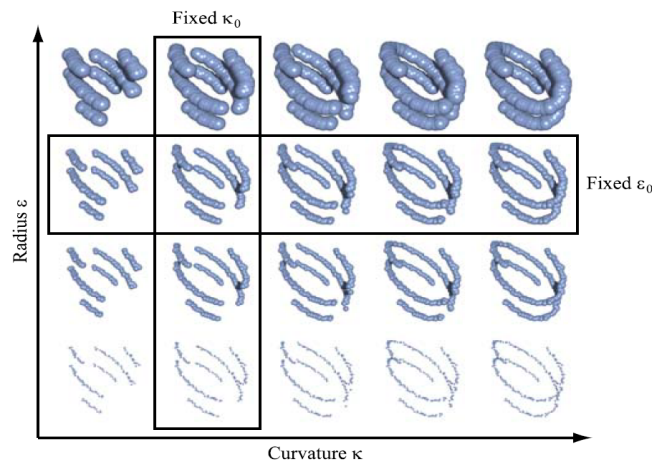 Fixed κ₀
Fixed ε₀
Radius ε
Curvature κ